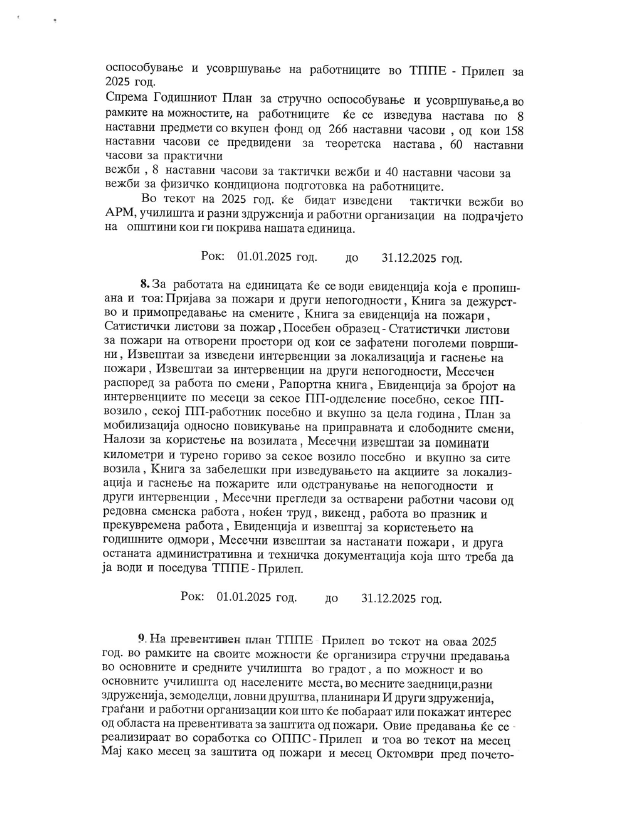 оспособување и усовршување на работниците во ТППЕ - Прилеп за
2025 год.
Спрема Годишниот План за стручно оспособување и усовршување,а во
рамките на можностите, на работниците ќе се изведува настава по 8
наставни предмети со вкупен фонд од 266 наставни часови , од кои 158
наставни часови се предвидени за теоретска настава , 60 наставни
часови за практични
вежби , 8 наставни часови за тактички вежби и 40 наставни часови за
вежби за физичко кондициона подготовка на работниците.
Во текот на 2025 год. ќе бидат изведени тактички вежби во
АРМ, училишта и разни здруженија и работни организации на подрачјето
на општини кои ги покрива нашата единица.
Рок: 01.01.2025 год. до 31.12.2025 год.
8. За работата на единицата ќе се води евиденција која е пропиш-
ана и тоа: Пријава за пожари и други непогодности , Книга за дежурст-
во и примопредавање на смените , Книга за евиденција на пожари ,
Сатистички листови за пожар , Посебен образец - Статистички листови
за пожари на отворени простори од кои се зафатени поголеми површи-
ни , Извештаи за изведени интервенции за локализација и гаснење на
пожари , Извештаи за интервенции на други непогодности, Месечен
распоред за работа по смени , Рапортна книга , Евиденција за бројот на
интервенциите по месеци за секое ПП-одделение посебно, секое ПП-
возило , секој ПП-работник посебно и вкупно за цела година , План за
мобилизација односно повикување на приправната и слободните смени,
Налози за користење на возилата , Месечни извештаи за поминати
километри и турено гориво за секое возило посебно и вкупно за сите
возила , Книга за забелешки при изведувањето на акциите за локализ-
ација и гаснење на пожарите или одстранување на непогодности и
други интервенции , Месечни прегледи за остварени работни часови од
редовна сменска работа , ноќен труд , викенд , работа во празник и
прекувремена работа , Евиденција и извештај за користењето на
годишните одмори , Месечни извештаи за настанати пожари , и друга
останата административна и техничка документација која што треба да
ја води и поседува ТППЕ - Прилеп.
Рок: 01.01.2025 год. до 31.12.2025 год.
9. На превентивен план ТППЕ Прилеп во текот на оваа 2025
год. во рамките на своите можности ќе организира стручни предавања
во основните и средните училишта во градот , а по можност и во
основните училишта од населените места, во месните заедници,разни
здруженија, земоделци, ловни друштва, планинари И други здруженија,
граѓани и работни организации кои што ќе побараат или покажат интерес
од областа на превентивата за заштита од пожари. Овие предавања ќе се
реализираат во соработка со ОППС - Прилеп и тоа во текот на месец
Мај како месец за заштита од пожари и месец Октомври пред почето-